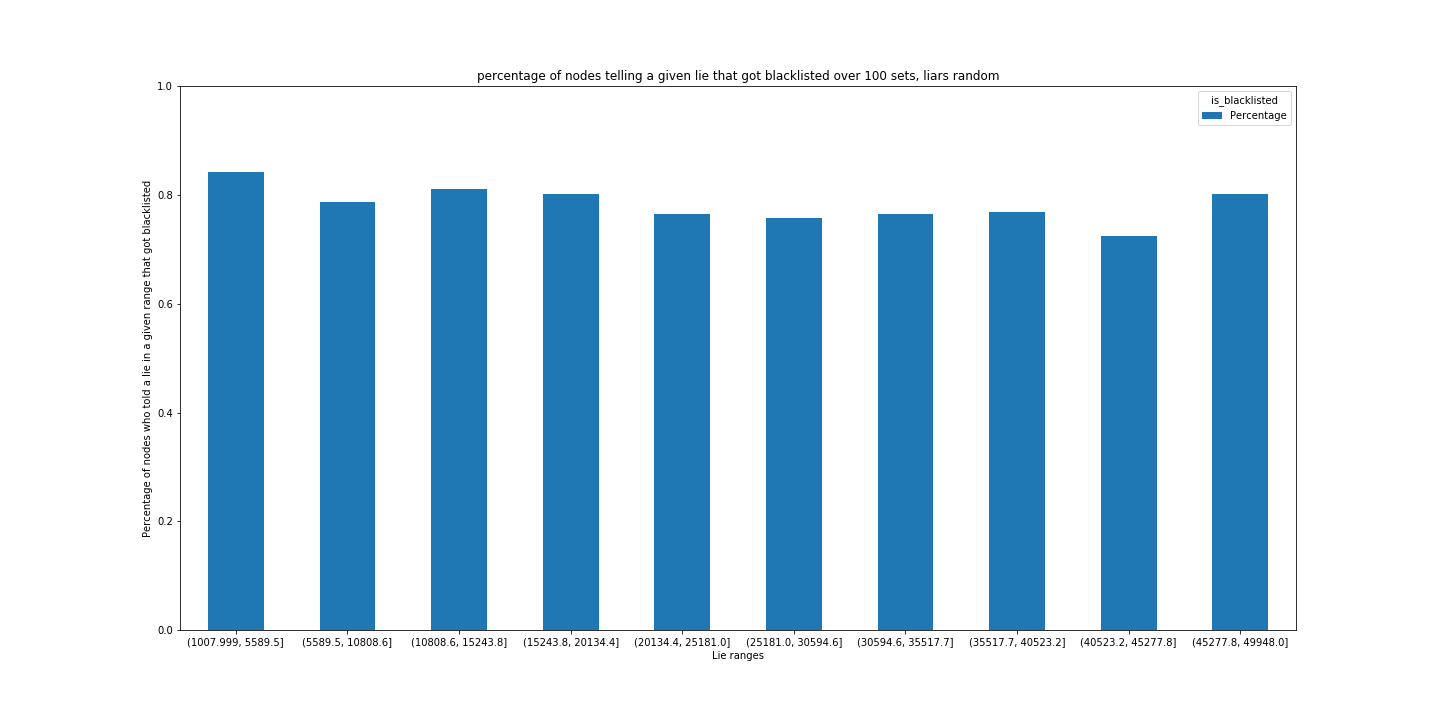 percentage of nodes telling a given lie that got blacklisted over 100 sets, liars random
is_blacklisted
Percentage
Percentage of nodes who told a lie in a given range that got blacklisted
1.0
0.8
0.6
0.4
0.2
0.0
(1007.999, 5589.5] (5589.5, 10808.6] (10808.6, 15243.8] (15243.8, 20134.4] (20134.4, 25181.0] (25181.0, 30594.6] (30594.6, 35517.7] (35517.7, 40523.2] (40523.2, 45277.8] (45277.8, 49948.0]
Lie ranges